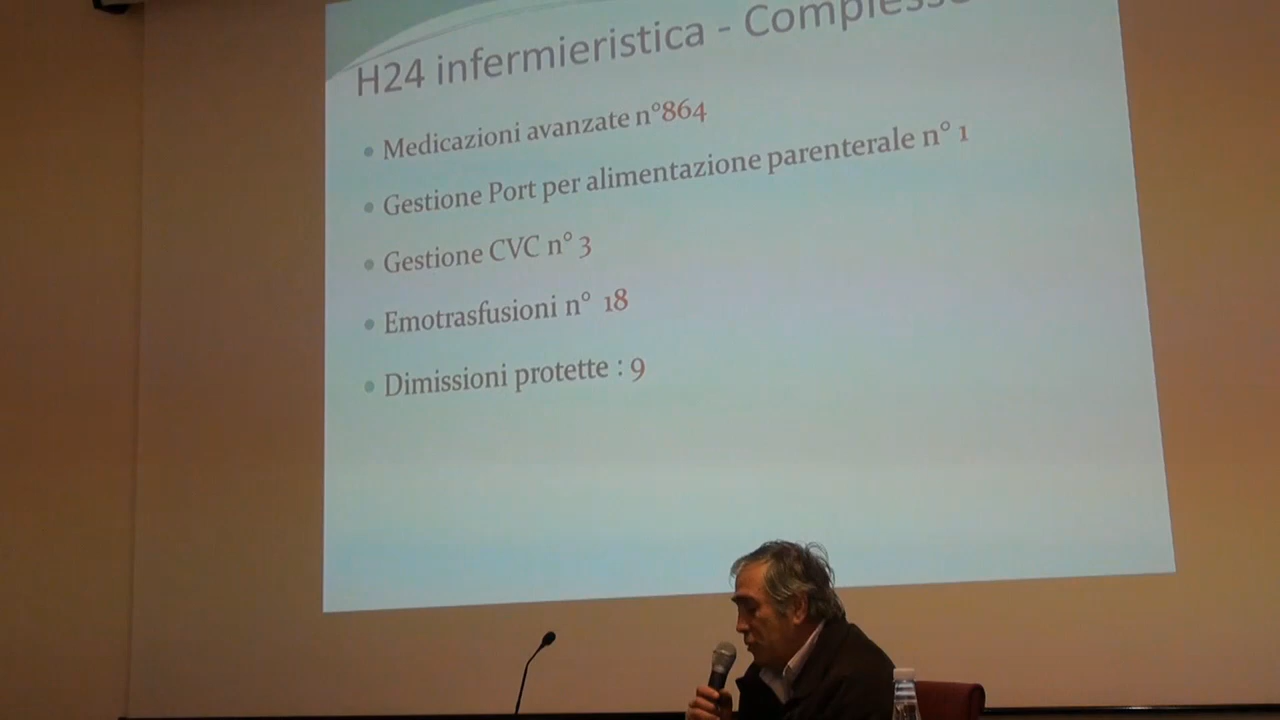 H24 infermieristica -
Medicazioni avanzate n°864
Gestione Port per alimentazione parenterale n° 1
Gestione CVC n° 3
Emotrasfusioni n° 18
Dimissioni protette : 9